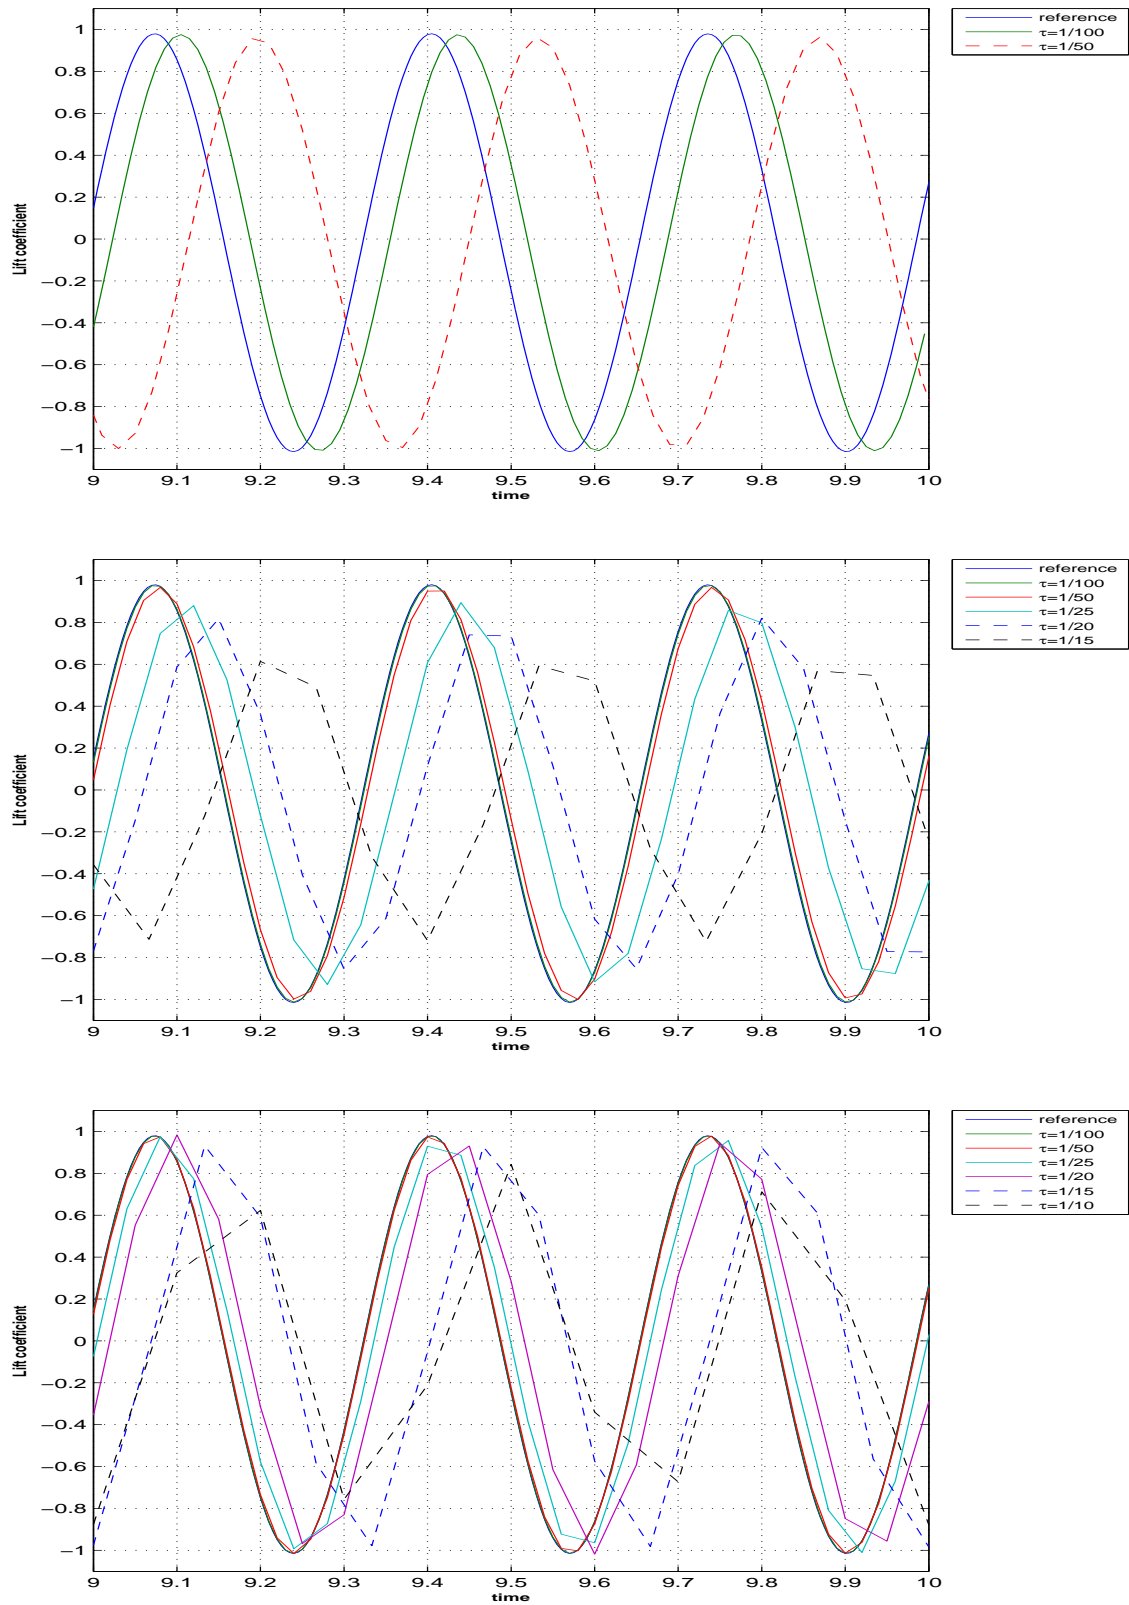 reference
τ=1/100
τ=1/50
1
0.8
0.6
0.4
0.2
0
−0.2
−0.4
−0.6
−0.8
−1
Lift coefficient
9 9.1 9.2 9.3 9.4 9.5 9.6 9.7 9.8 9.9 10
time
reference
τ=1/100
τ=1/50
τ=1/25
τ=1/20
τ=1/15
1
0.8
0.6
0.4
0.2
0
−0.2
−0.4
−0.6
−0.8
−1
Lift coefficient
9 9.1 9.2 9.3 9.4 9.5 9.6 9.7 9.8 9.9 10
time
reference
τ=1/100
τ=1/50
τ=1/25
τ=1/20
τ=1/15
τ=1/10
1
0.8
0.6
0.4
0.2
0
−0.2
−0.4
−0.6
−0.8
−1
Lift coefficient
9 9.1 9.2 9.3 9.4 9.5 9.6 9.7 9.8 9.9 10
time